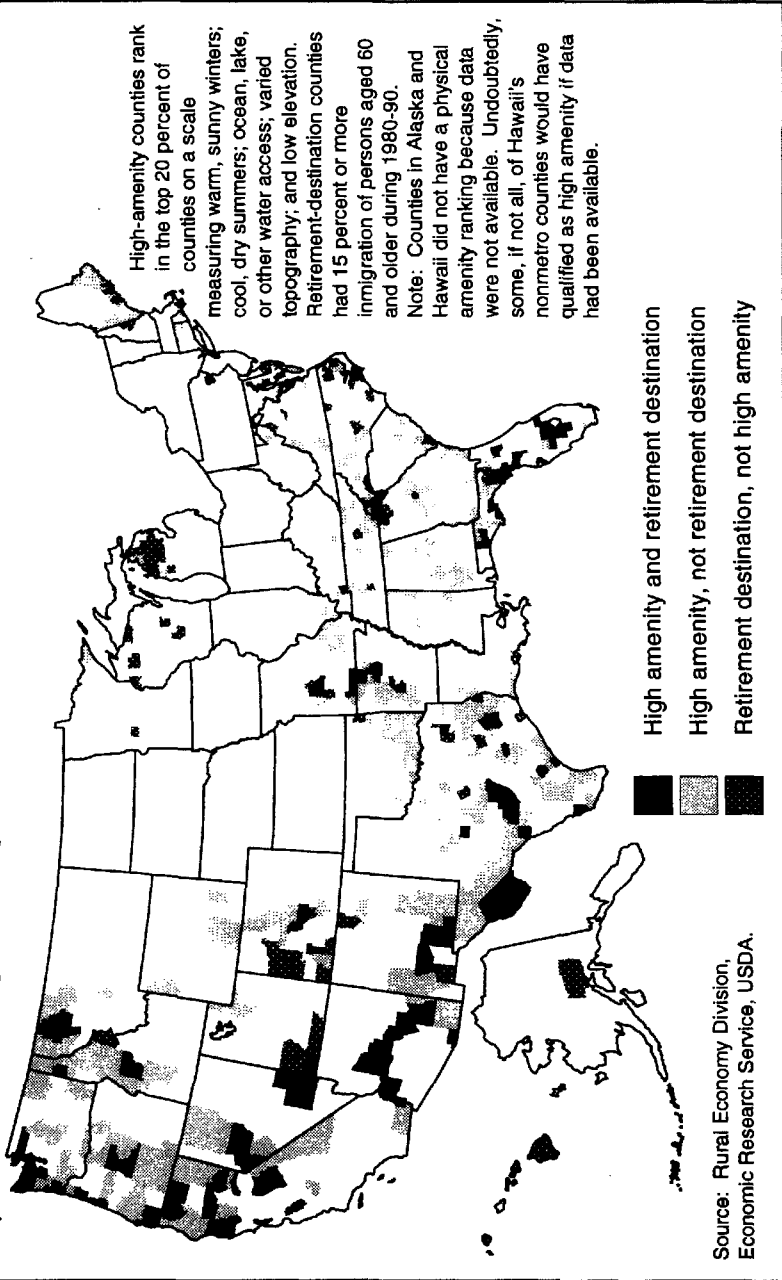 High-amenity counties rank
in the top 20 percent of
counties on a scale
measuring warm, sunny winters;
cool, dry summers; ocean, lake,
or other water access; varied
topography; and low elevation.
Retirement-destination counties
had 15 percent or more
inmigration of persons aged 60
and older during 1980-90.
Note: Counties in Alaska and
Hawaii did not have a physical
amenity ranking because data
were not available. Undoubtedly,
some, if not all, of Hawaii's
nonmetro counties would have
qualified as high amenity if data
had been available.
High amenity and retirement destination
High amenity, not retirement destination
Retirement destination, not high amenity
Source: Rural Economy Division,
Economic Research Service, USDA.